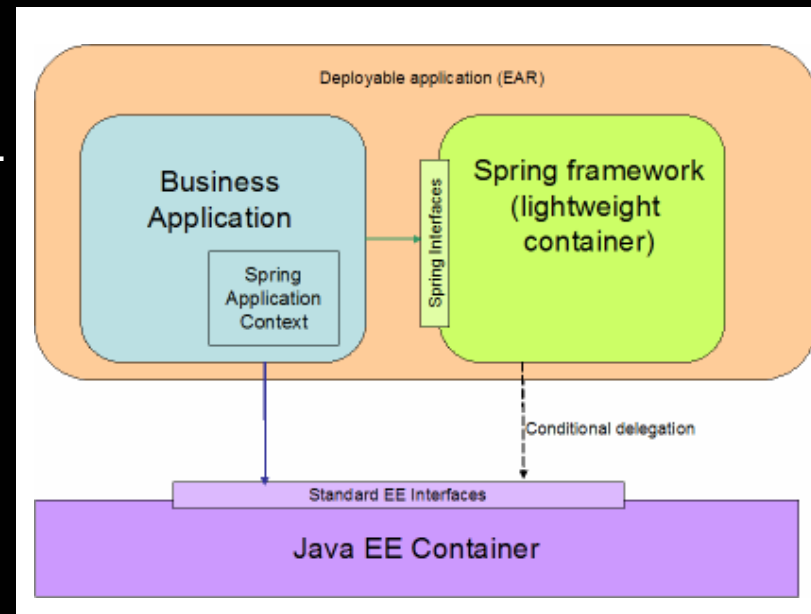 Deployable application (EAR)
Business
Application
Spring
Application
Context
Spring Interfaces
Spring framework
(lightweight
container)
Conditional delegation
Standard EE Interfaces
Java EE Container